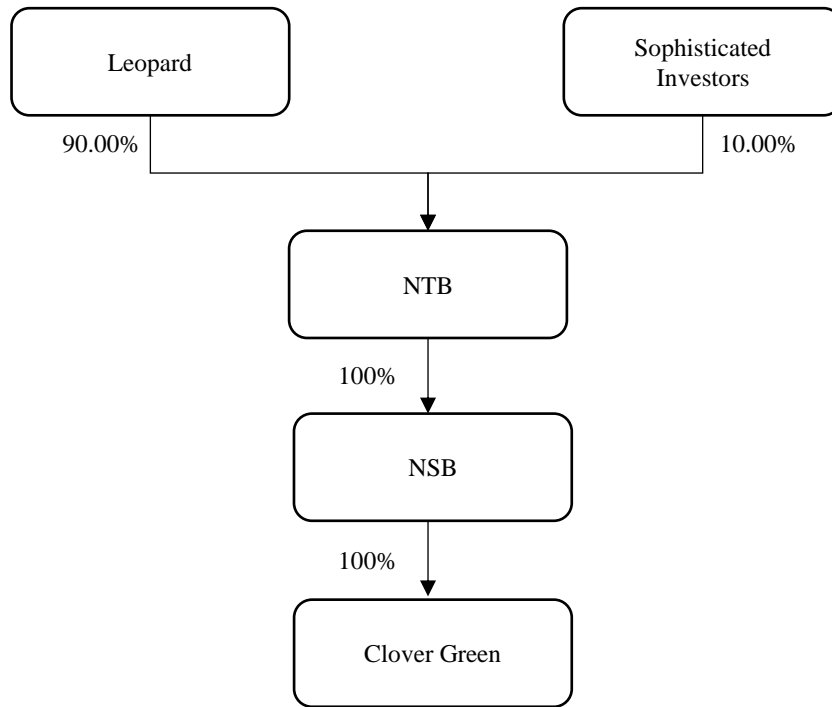 Leopard
Sophisticated
Investors
90.00%
10.00%
NTB
100%
NSB
100%
Clover Green